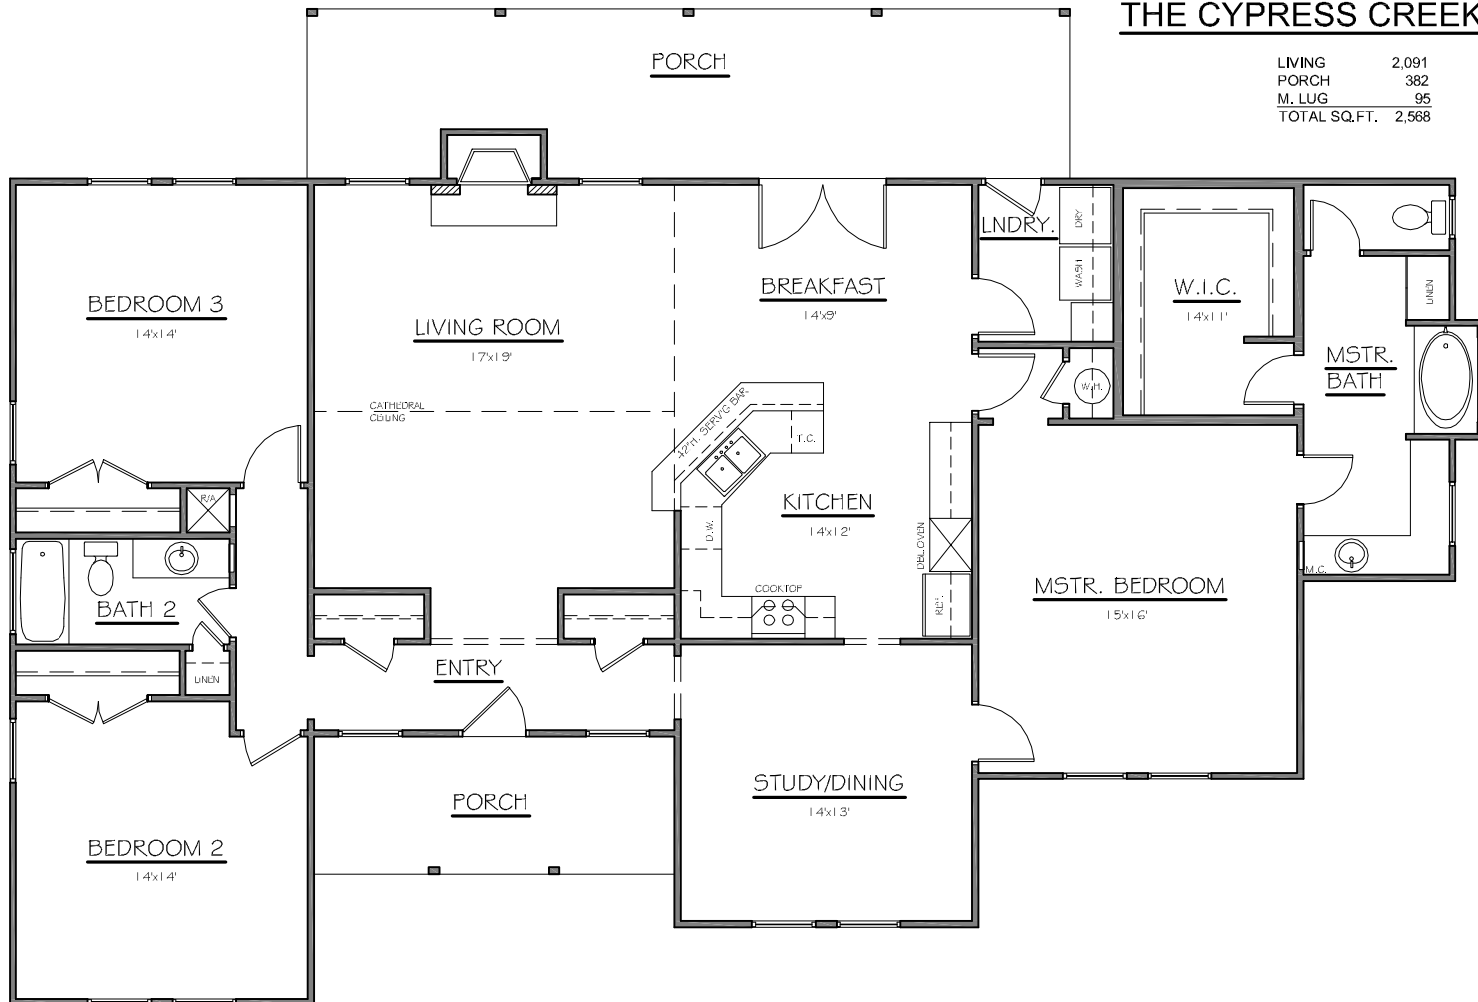 THE CYPRESS CREEK
LIVING 2,091
PORCH 382
M. LUG 95
TOTAL SQ.FT. 2,568
PORCH
LNDRY.
DRY
WASH
BREAKFAST
14'x9'
W.I.C.
14'x11'
LINEN
BEDROOM 3
14'x14'
LIVING ROOM
17'x19'
MSTR.
BATH
W.H.
CATHEDRAL
CEILING
42"H. SERV'G BAR
T.C.
R/A
KITCHEN
14'x12'
D.W.
DBL.OVEN
M.C.
BATH 2
COOKTOP
REF.
MSTR. BEDROOM
15'x16'
ENTRY
LINEN
STUDY/DINING
14'x13'
PORCH
BEDROOM 2
14'x14'